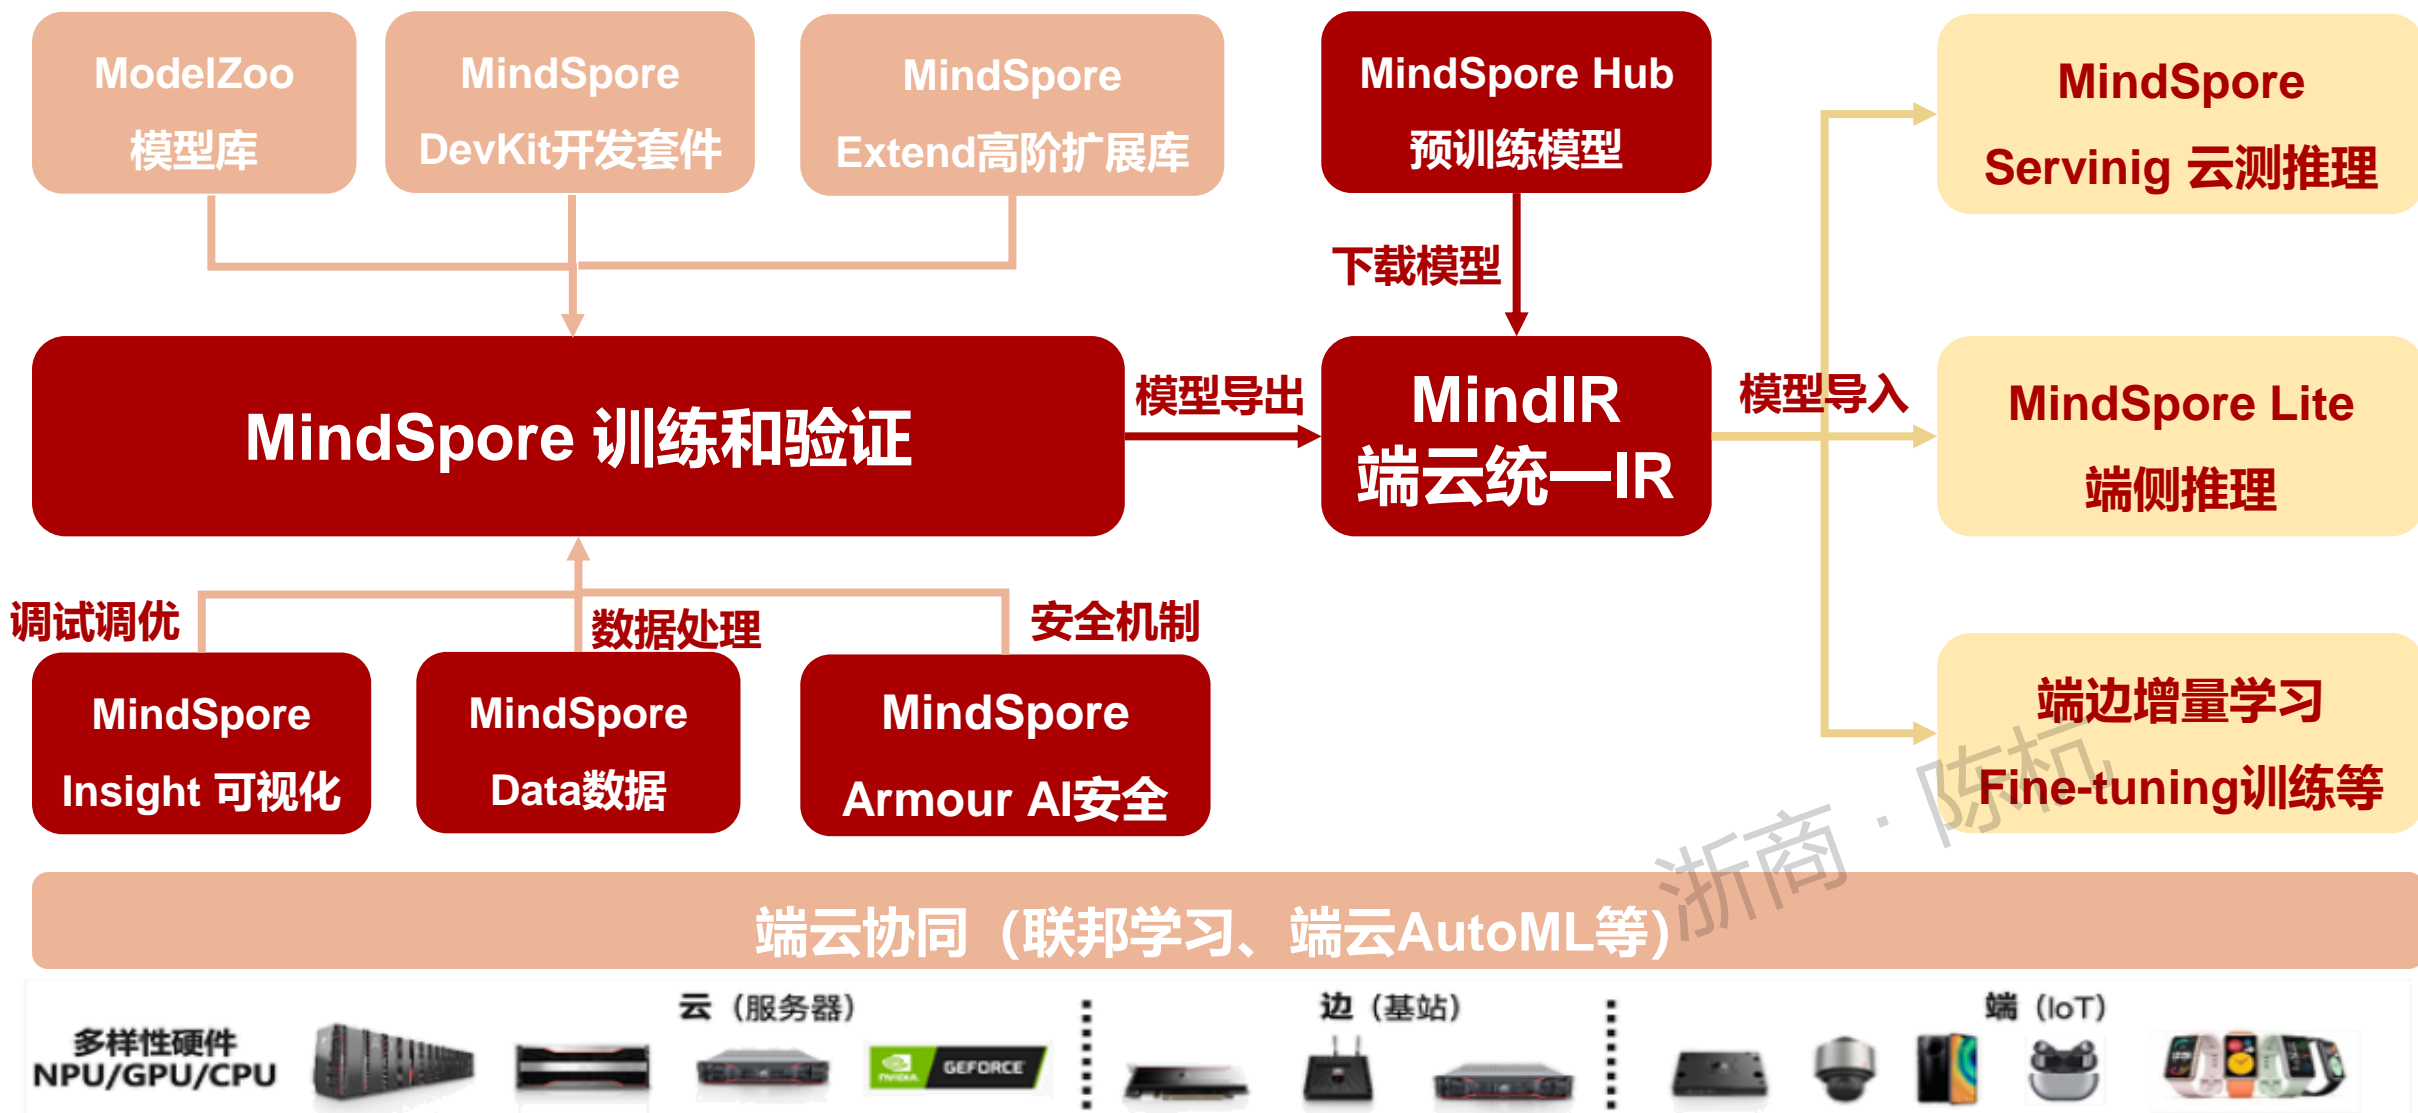 ModelZoo
模型库
MindSpore
DevKit开发套件
MindSpore
Extend高阶扩展库
MindSpore Hub
预训练模型
MindSpore
Servinig 云测推理
下载模型
MindSpore 训练和验证
模型导出
MindIR
端云统一IR
模型导入
MindSpore Lite
端侧推理
调试调优
数据处理
安全机制
MindSpore
Insight 可视化
MindSpore
Data数据
MindSpore
Armour AI安全
端边增量学习
Fine-tuning训练等
浙商 · 陈杭
端云协同（联邦学习、端云AutoML等）
多样性硬件
NPU/GPU/CPU
云（服务器）
NVIDIA
GEFORCE
边（基站）
端（IoT）